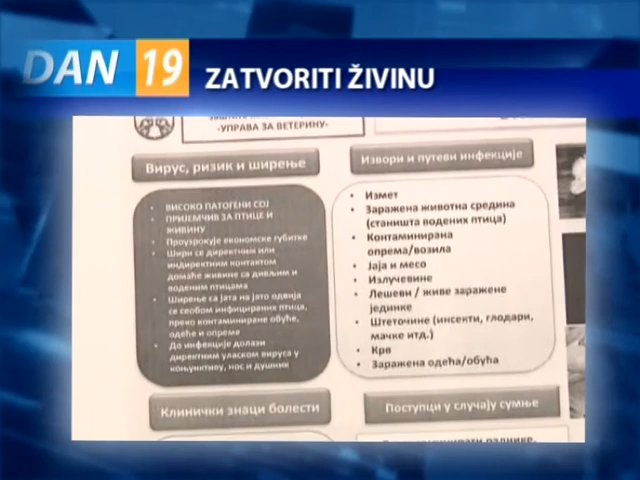 DAN 19
ZATVORITI ŽIVINU
-УПРАВА ЗА ВЕТЕРИНУ-
Вирус, ризик и ширење
ВИСОКО ПАТОГЕНИ СОЈ
ПРИЈЕМЧИВ ЗА ПТИЦЕ И
ЖИВИНУ
Проузрокује економске губитке
Шири се директним или
индиректним контактом
домаће живине са дивљим и
воденим птицама
Ширење са јата на јато одвија
се сеобом инфицираних птица,
преко контаминиране обуће,
одеће и опреме
До инфекције долази
директним уласком вируса у
коњунктиву, нос и душник
Извори и путеви инфекције
Измет
Заражена животна средина
(станишта водених птица)
Контаминирана
опрема/возила
Јаја и месо
Излучевине
Лешеви / живе заражене
јединке
Штеточине (инсекти, глодари,
мачке итд.)
Крв
Заражена одећа/обућа
Клинички знаци болести
Поступци у случају сумње